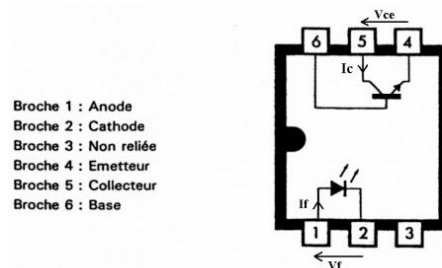 Vce
6 5 4
Ic
Broche 1 : Anode
Broche 2 : Cathode
Broche 3 : Non reliée
Broche 4 : Emetteur
Broche 5 : Collecteur
Broche 6 : Base
If
1 2 3
Vf